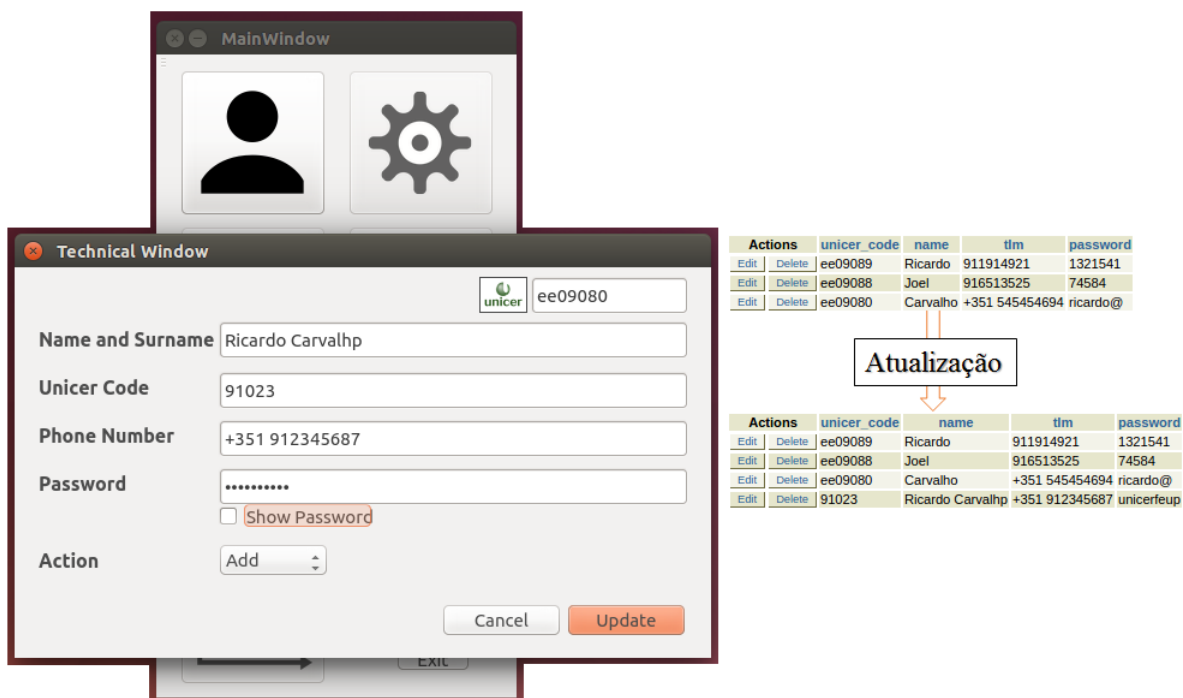 MainWindow
Technical Window
unicer ee09080
Name and Surname Ricardo Carvalhp
Unicer Code 91023
Phone Number +351 912345687
Password ••••••••••
Show Password
Action Add
Cancel Update
Exit
Actions unicer_code name tlm password
Edit Delete ee09089 Ricardo 911914921 1321541
Edit Delete ee09088 Joel 916513525 74584
Edit Delete ee09080 Carvalho +351 545454694 ricardo@
Atualização
Actions unicer_code name tlm password
Edit Delete ee09089 Ricardo 911914921 1321541
Edit Delete ee09088 Joel 916513525 74584
Edit Delete ee09080 Carvalho +351 545454694 ricardo@
Edit Delete 91023 Ricardo Carvalhp +351 912345687 unicerfeup